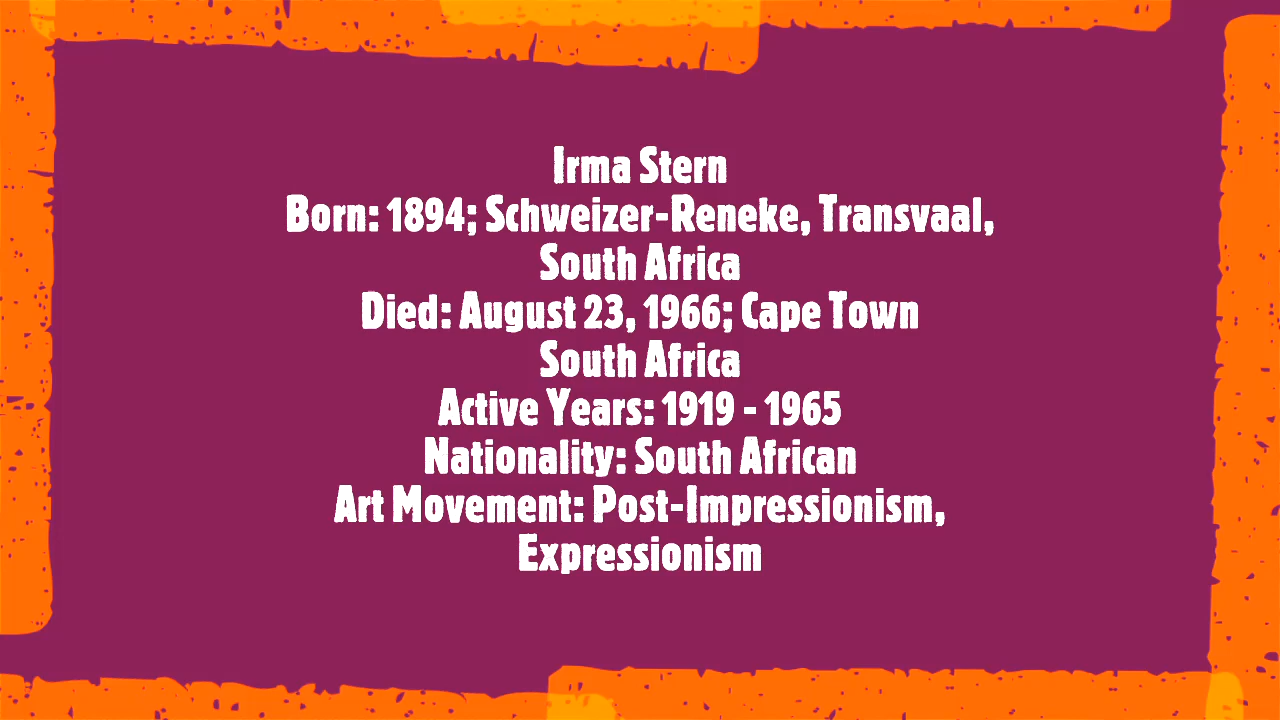 Irma Stern
Born: 1894; Schweizer-Reneke, Transvaal,
South Africa
Died: August 23, 1966; Cape Town
South Africa
Active Years: 1919 - 1965
Nationality: South African
Art Movement: Post-Impressionism,
Expressionism